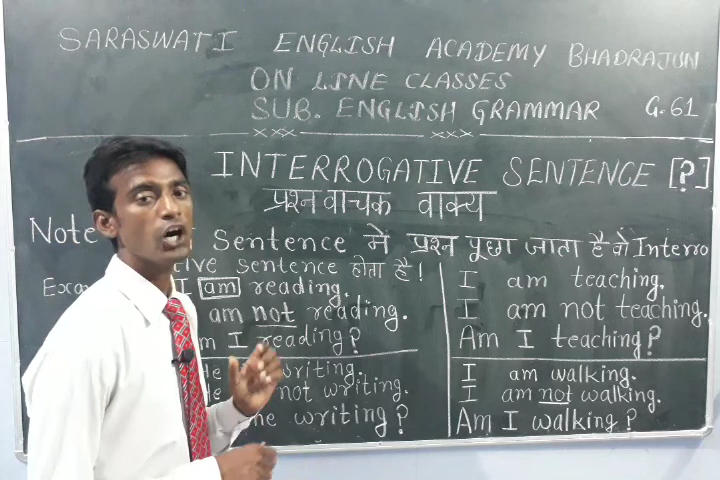 SARASWATI ENGLISH ACADEMY BHADRAJUN
ON LINE CLASSES
SUB. ENGLISH GRAMMAR G.61
INTERROGATIVE SENTENCE [?]
प्रश्न वाचक वाक्य
Note Sentence में प्रश्न पूछा जाता है वो Interro
tive sentence होता है!
I am reading.
am not reading.
I reading?
I am teaching.
I am not teaching.
Am I teaching?
writing.
not writing.
writing?
I am walking.
I am not walking.
Am I walking?